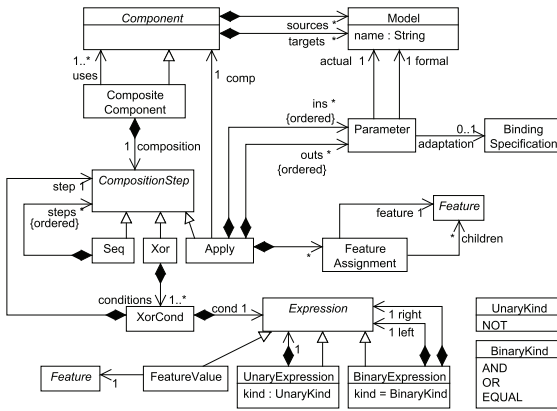 Component
sources *
targets *
Model
name : String
1..*
uses
1 comp
actual 1
1 formal
Composite
Component
ins *
{ordered}
Parameter
0..1
adaptation
Binding
Specification
1 composition
outs *
{ordered}
step 1
CompositionStep
steps *
{ordered}
feature 1
Feature
Seq
Xor
Apply
*
Feature
Assignment
* children
conditions
1..*
XorCond
cond 1
Expression
1 right
1 left
UnaryKind
NOT
Feature
1
FeatureValue
1
UnaryExpression
kind : UnaryKind
BinaryExpression
kind = BinaryKind
BinaryKind
AND
OR
EQUAL